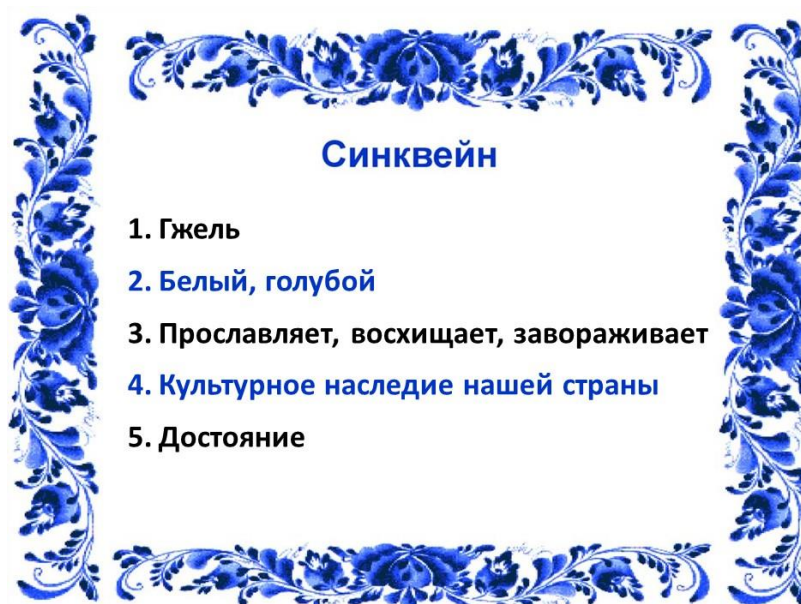 Синквейн
1. Гжель
2. Белый, голубой
3. Прославляет, восхищает, завораживает
4. Культурное наследие нашей страны
5. Достояние